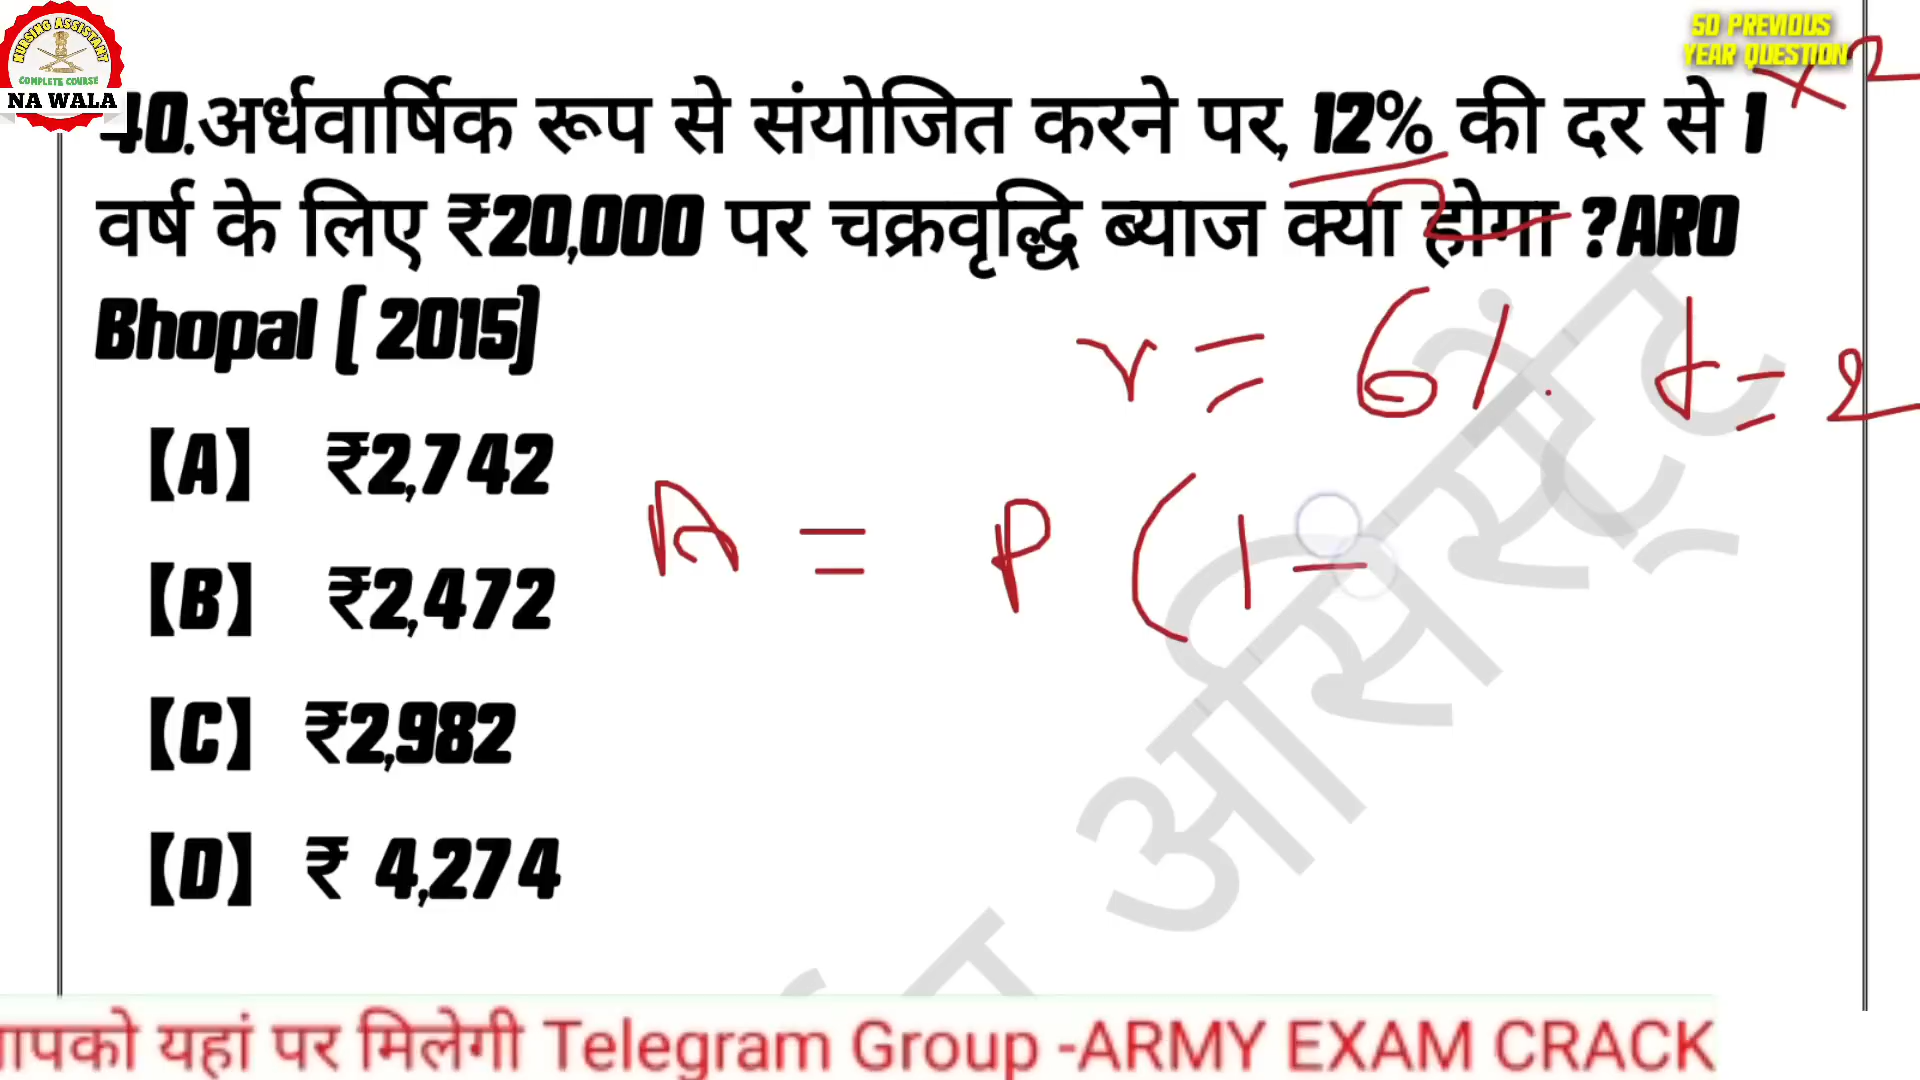 NURSING ASSISTANT
COMPLETE COURSE
NA WALA
50 PREVIOUS
YEAR QUESTION
40.अर्धवार्षिक रूप से संयोजित करने पर, 12% की दर से 1
वर्ष के लिए ₹20,000 पर चक्रवृद्धि ब्याज क्या होगा ?ARO
Bhopal ( 2015)
r = 6% t = 2
【A】 ₹2,742
A = P ( 1
【B】 ₹2,472
【C】 ₹2,982
【D】 ₹ 4,274
असिस्टेंट
आपको यहां पर मिलेगी Telegram Group -ARMY EXAM CRACK